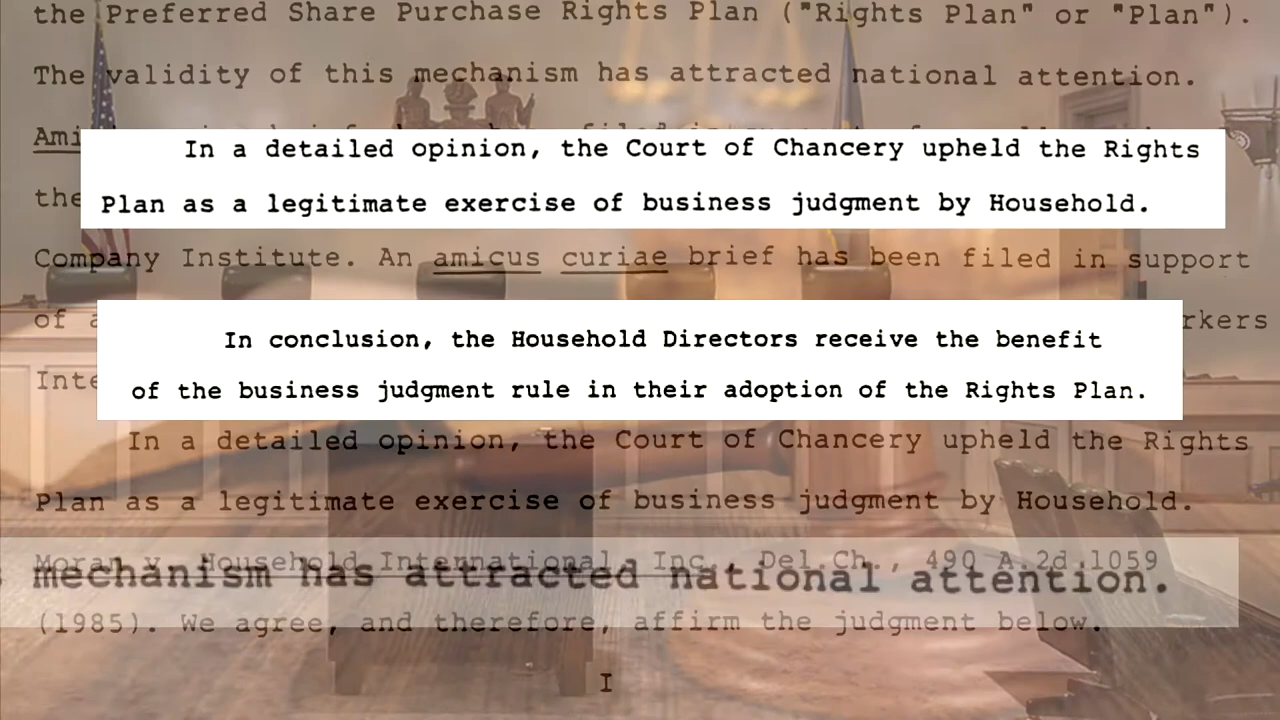 the Preferred Share Purchase Rights Plan ("Rights Plan" or "Plan").
The validity of this mechanism has attracted national attention.
In a detailed opinion, the Court of Chancery upheld the Rights
the
Plan as a legitimate exercise of business judgment by Household.
Company Institute. An amicus curiae brief has been filed in support
of
In conclusion, the Household Directors receive the benefit
of the business judgment rule in their adoption of the Rights Plan.
In a detailed opinion, the Court of Chancery upheld the Rights
Plan as a legitimate exercise of business judgment by Household.
Moran v. Household International, Inc., Del.Ch., 490 A.2d 1059
mechanism has attracted national attention.
(1985). We agree, and therefore, affirm the judgment below.
I